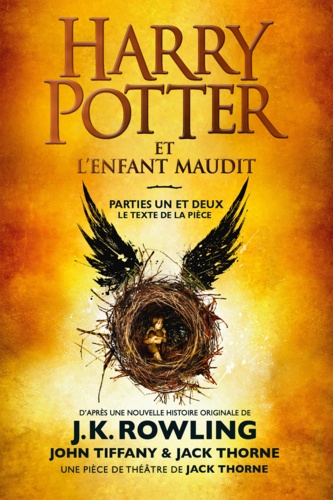 HARRY
POTTER
ET
L'ENFANT MAUDIT
PARTIES UN ET DEUX
LE TEXTE DE LA PIÈCE
D'APRÈS UNE NOUVELLE HISTOIRE ORIGINALE DE
J.K. ROWLING
JOHN TIFFANY & JACK THORNE
UNE PIÈCE DE THÉÂTRE DE JACK THORNE